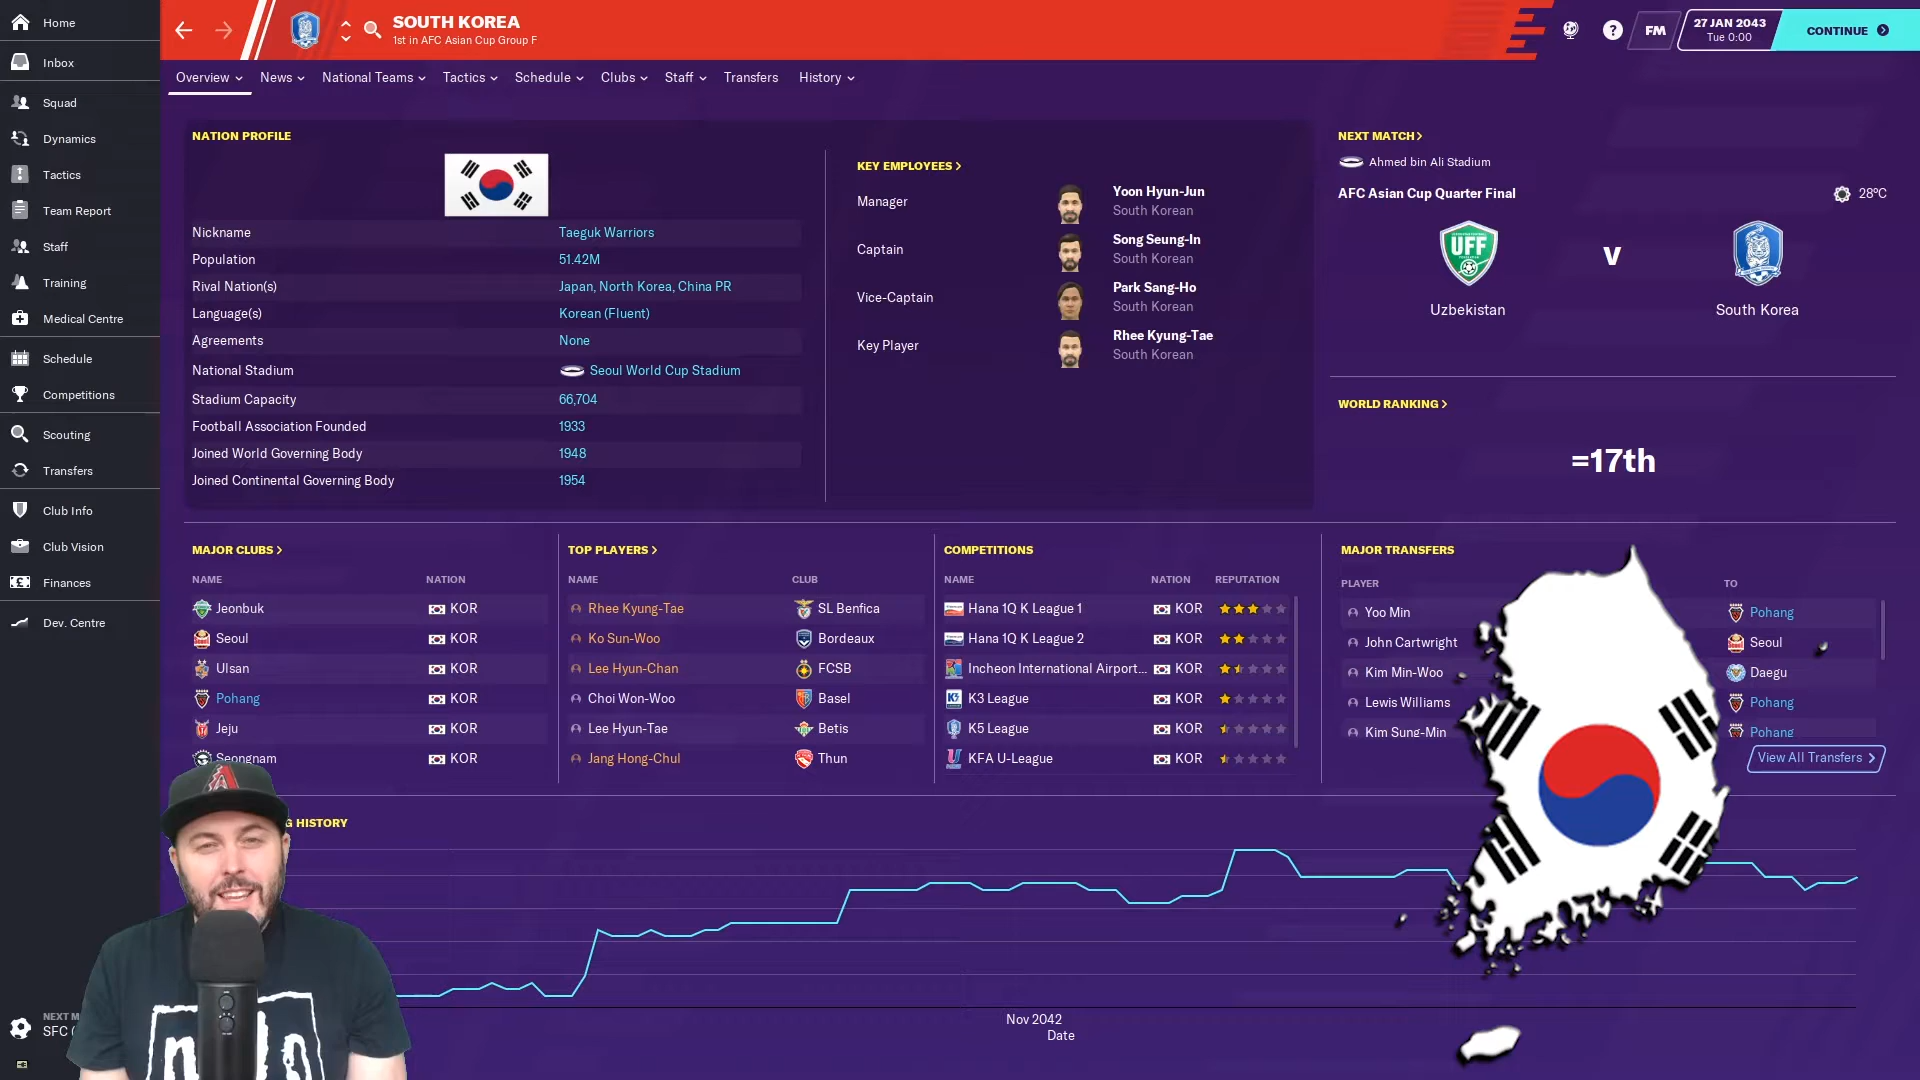 Home
Inbox
Squad
Dynamics
Tactics
Team Report
Staff
Training
Medical Centre
Schedule
Competitions
Scouting
Transfers
Club Info
Club Vision
Finances
Dev. Centre
NEXT M
SFC (
SOUTH KOREA
1st in AFC Asian Cup Group F
? FM
27 JAN 2043
Tue 0:00
CONTINUE
Overview News National Teams Tactics Schedule Clubs Staff Transfers History
NATION PROFILE
Nickname Taeguk Warriors
Population 51.42M
Rival Nation(s) Japan, North Korea, China PR
Language(s) Korean (Fluent)
Agreements None
National Stadium Seoul World Cup Stadium
Stadium Capacity 66,704
Football Association Founded 1933
Joined World Governing Body 1948
Joined Continental Governing Body 1954
KEY EMPLOYEES
Manager Yoon Hyun-Jun
South Korean
Captain Song Seung-In
South Korean
Vice-Captain Park Sang-Ho
South Korean
Key Player Rhee Kyung-Tae
South Korean
NEXT MATCH
Ahmed bin Ali Stadium
AFC Asian Cup Quarter Final 28°C
UFF
v
Uzbekistan South Korea
WORLD RANKING
=17th
MAJOR CLUBS
NAME NATION
Jeonbuk KOR
Seoul KOR
Ulsan KOR
Pohang KOR
Jeju KOR
Seongnam KOR
TOP PLAYERS
NAME CLUB
Rhee Kyung-Tae SL Benfica
Ko Sun-Woo Bordeaux
Lee Hyun-Chan FCSB
Choi Won-Woo Basel
Lee Hyun-Tae Betis
Jang Hong-Chul Thun
COMPETITIONS
NAME NATION REPUTATION
Hana 1Q K League 1 KOR
Hana 1Q K League 2 KOR
Incheon International Airport... KOR
K3 League KOR
K5 League KOR
KFA U-League KOR
MAJOR TRANSFERS
PLAYER TO
Yoo Min Pohang
John Cartwright Seoul
Kim Min-Woo Daegu
Lewis Williams Pohang
Kim Sung-Min Pohang
View All Transfers
G HISTORY
Nov 2042
Date